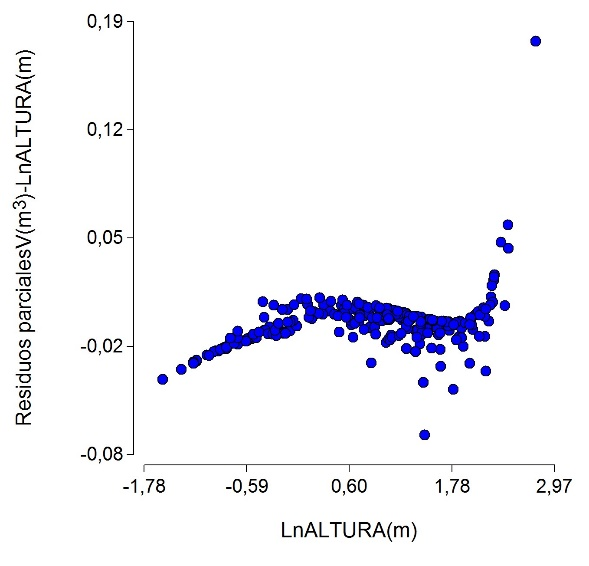 0,19
0,12
0,05
-0,02
-0,08
Residuos parcialesV(m³)-LnALTURA(m)
-1,78 -0,59 0,60 1,78 2,97
LnALTURA(m)